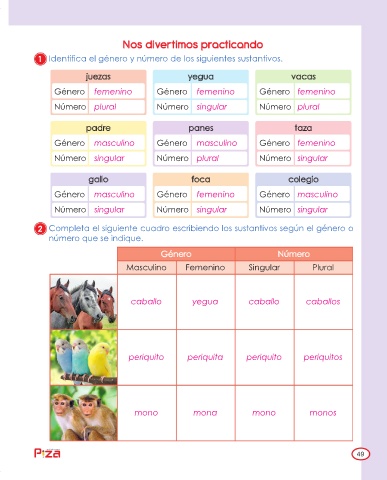 Nos divertimos practicando
1 Identifica el género y número de los siguientes sustantivos.
juezas yegua vacas
Género femenino Género femenino Género femenino
Número plural Número singular Número plural
padre panes taza
Género masculino Género masculino Género femenino
Número singular Número plural Número singular
gallo foca colegio
Género masculino Género femenino Género masculino
Número singular Número singular Número singular
2 Completa el siguiente cuadro escribiendo los sustantivos según el género o
número que se indique.
Género Número
Masculino Femenino Singular Plural
caballo yegua caballo caballos
periquito periquita periquito periquitos
mono mona mono monos
Pıza 49